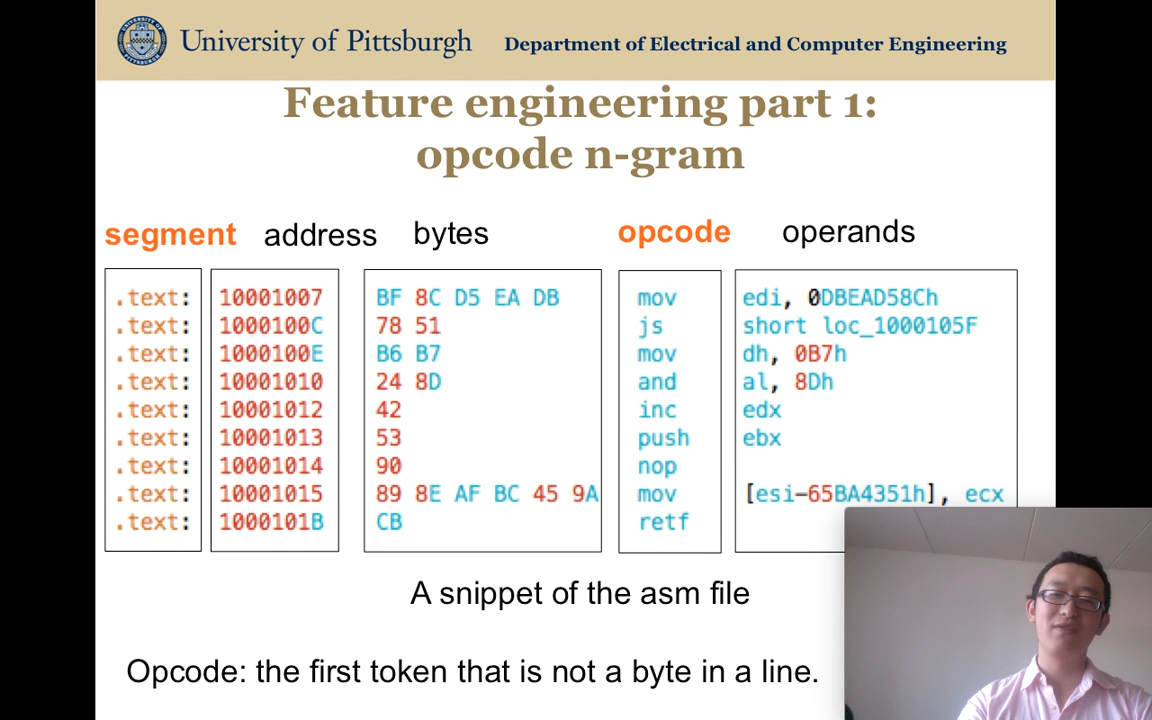 University of Pittsburgh Department of Electrical and Computer Engineering
Feature engineering part 1:
opcode n-gram
segment address bytes opcode operands
.text: 10001007 BF 8C D5 EA DB mov edi, 0DBEAD58Ch
.text: 1000100C 78 51 js short loc_1000105F
.text: 1000100E B6 B7 mov dh, 0B7h
.text: 10001010 24 8D and al, 8Dh
.text: 10001012 42 inc edx
.text: 10001013 53 push ebx
.text: 10001014 90 nop
.text: 10001015 89 8E AF BC 45 9A mov [esi-65BA4351h], ecx
.text: 1000101B CB retf
A snippet of the asm file
Opcode: the first token that is not a byte in a line.